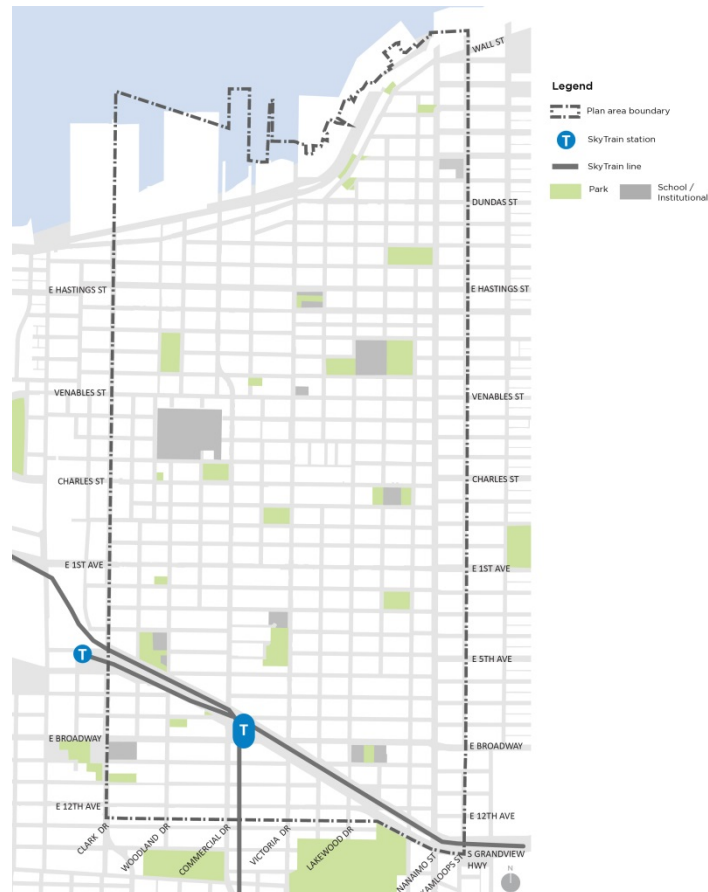 WALL ST
Legend
Plan area boundary
T
SkyTrain station
SkyTrain line
Park
School /
Institutional
DUNDAS ST
E HASTINGS ST
E HASTINGS ST
VENABLES ST
VENABLES ST
CHARLES ST
CHARLES ST
E 1ST AVE
E 1ST AVE
T
E 5TH AVE
T
E BROADWAY
E BROADWAY
E 12TH AVE
E 12TH AVE
CLARK DR
WOODLAND DR
COMMERCIAL DR
VICTORIA DR
LAKEWOOD DR
NANAIMO ST
KAMLOOPS ST
S GRANDVIEW
HWY
N